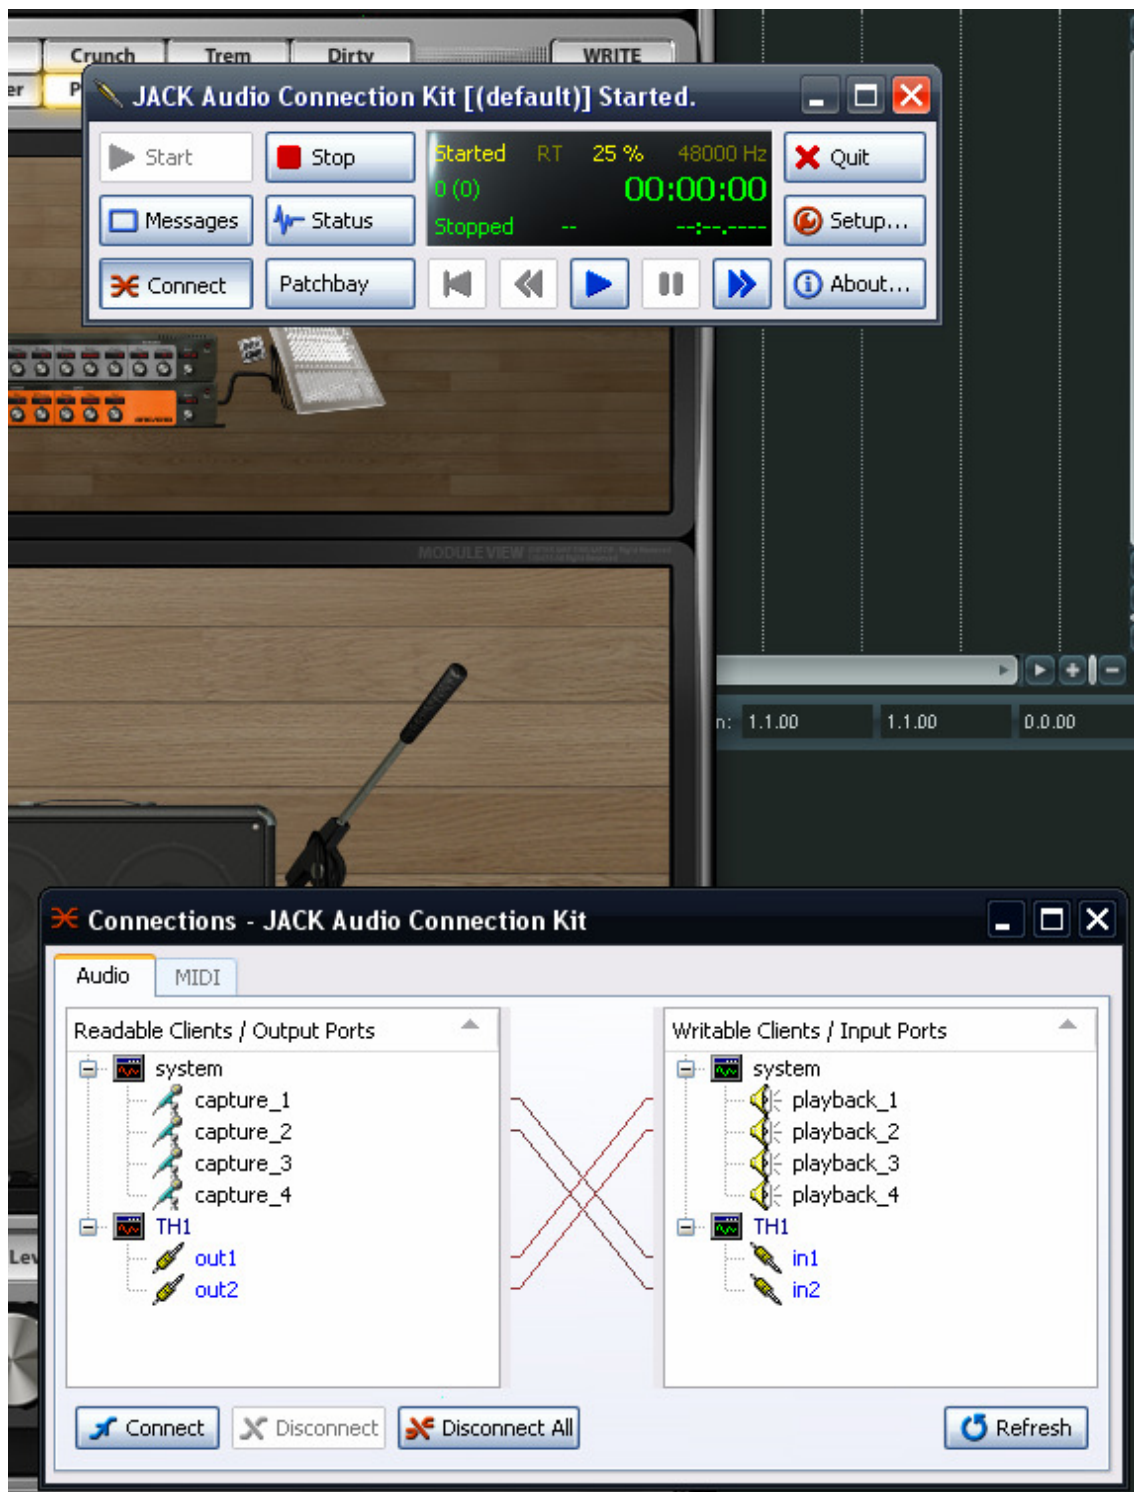 Crunch Trem Dirty WRITE
er P
JACK Audio Connection Kit [(default)] Started.
Start Stop Started RT 25 % 48000 Hz Quit
0 (0) 00:00:00
Messages Status Stopped -- --:--.---- Setup...
Connect Patchbay About...
MODULE VIEW
n: 1.1.00 1.1.00 0.0.00
Connections - JACK Audio Connection Kit
Audio MIDI
Readable Clients / Output Ports Writable Clients / Input Ports
system system
capture_1 playback_1
capture_2 playback_2
capture_3 playback_3
capture_4 playback_4
TH1 TH1
Lev out1 in1
out2 in2
Connect Disconnect Disconnect All Refresh